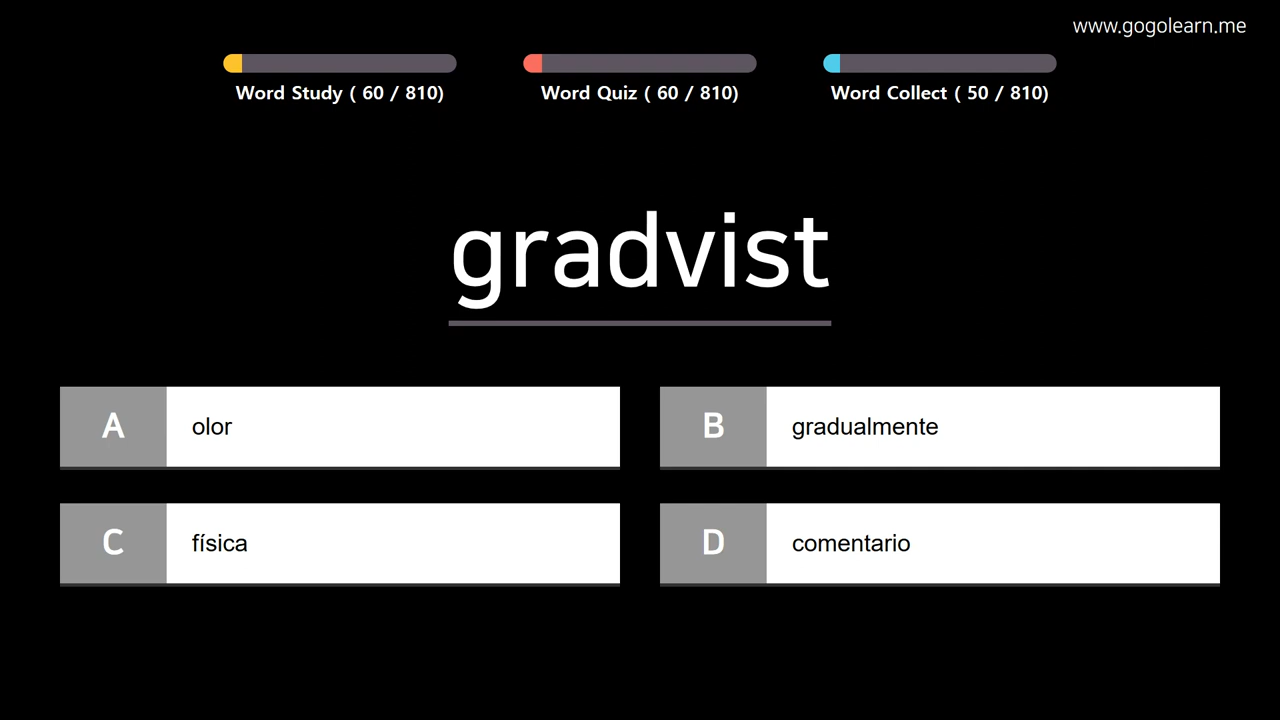 www.gogolearn.me
Word Study ( 60 / 810)
Word Quiz ( 60 / 810)
Word Collect ( 50 / 810)
gradvist
A olor
B gradualmente
C física
D comentario